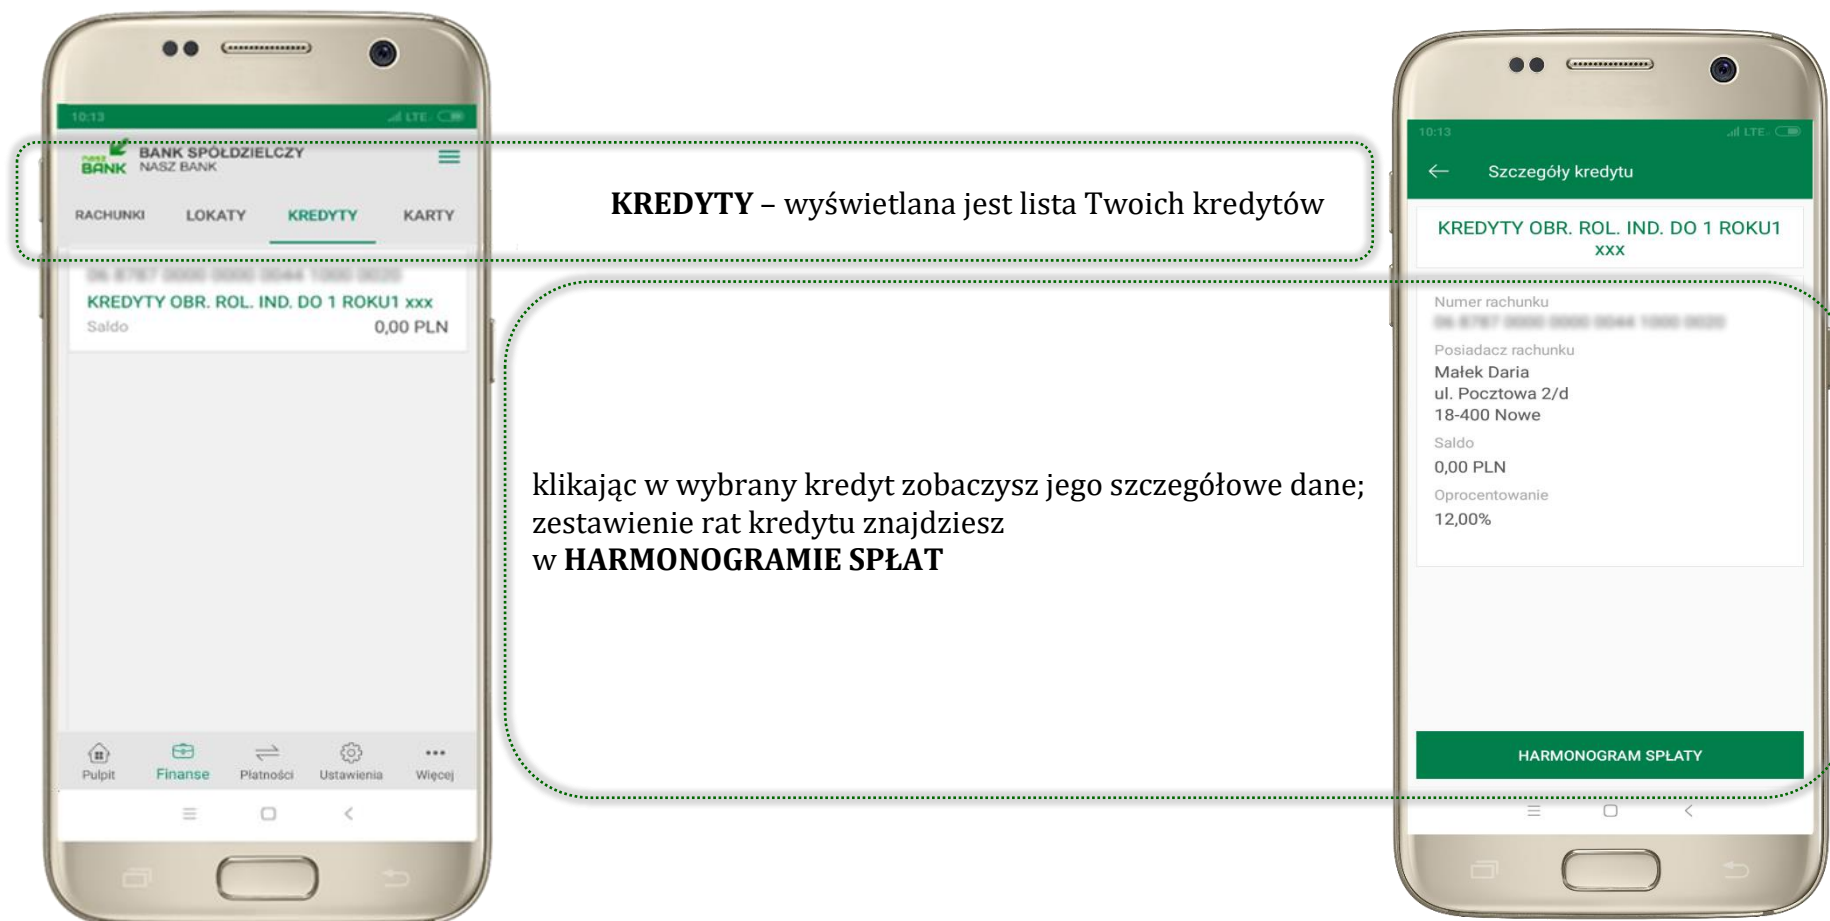 10:13
LTE
nasz
BANK
BANK SPÓŁDZIELCZY
NASZ BANK
RACHUNKI LOKATY KREDYTY KARTY
KREDYTY OBR. ROL. IND. DO 1 ROKU1 xxx
Saldo 0,00 PLN
Pulpit Finanse Płatności Ustawienia Więcej
KREDYTY – wyświetlana jest lista Twoich kredytów
klikając w wybrany kredyt zobaczysz jego szczegółowe dane;
zestawienie rat kredytu znajdziesz
w HARMONOGRAMIE SPŁAT
10:13
LTE
Szczegóły kredytu
KREDYTY OBR. ROL. IND. DO 1 ROKU1
xxx
Numer rachunku
Posiadacz rachunku
Małek Daria
ul. Pocztowa 2/d
18-400 Nowe
Saldo
0,00 PLN
Oprocentowanie
12,00%
HARMONOGRAM SPŁATY